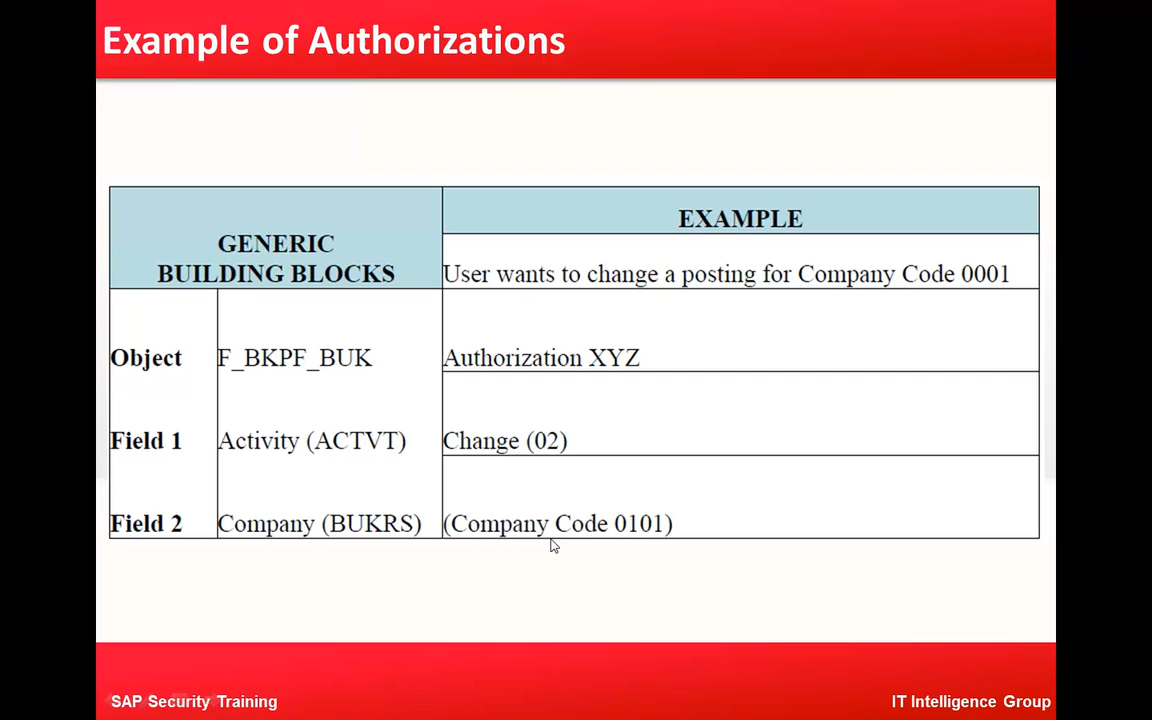 Example of Authorizations
EXAMPLE
GENERIC
BUILDING BLOCKS
User wants to change a posting for Company Code 0001
Object F_BKPF_BUK Authorization XYZ
Field 1 Activity (ACTVT) Change (02)
Field 2 Company (BUKRS) (Company Code 0101)
SAP Security Training
IT Intelligence Group